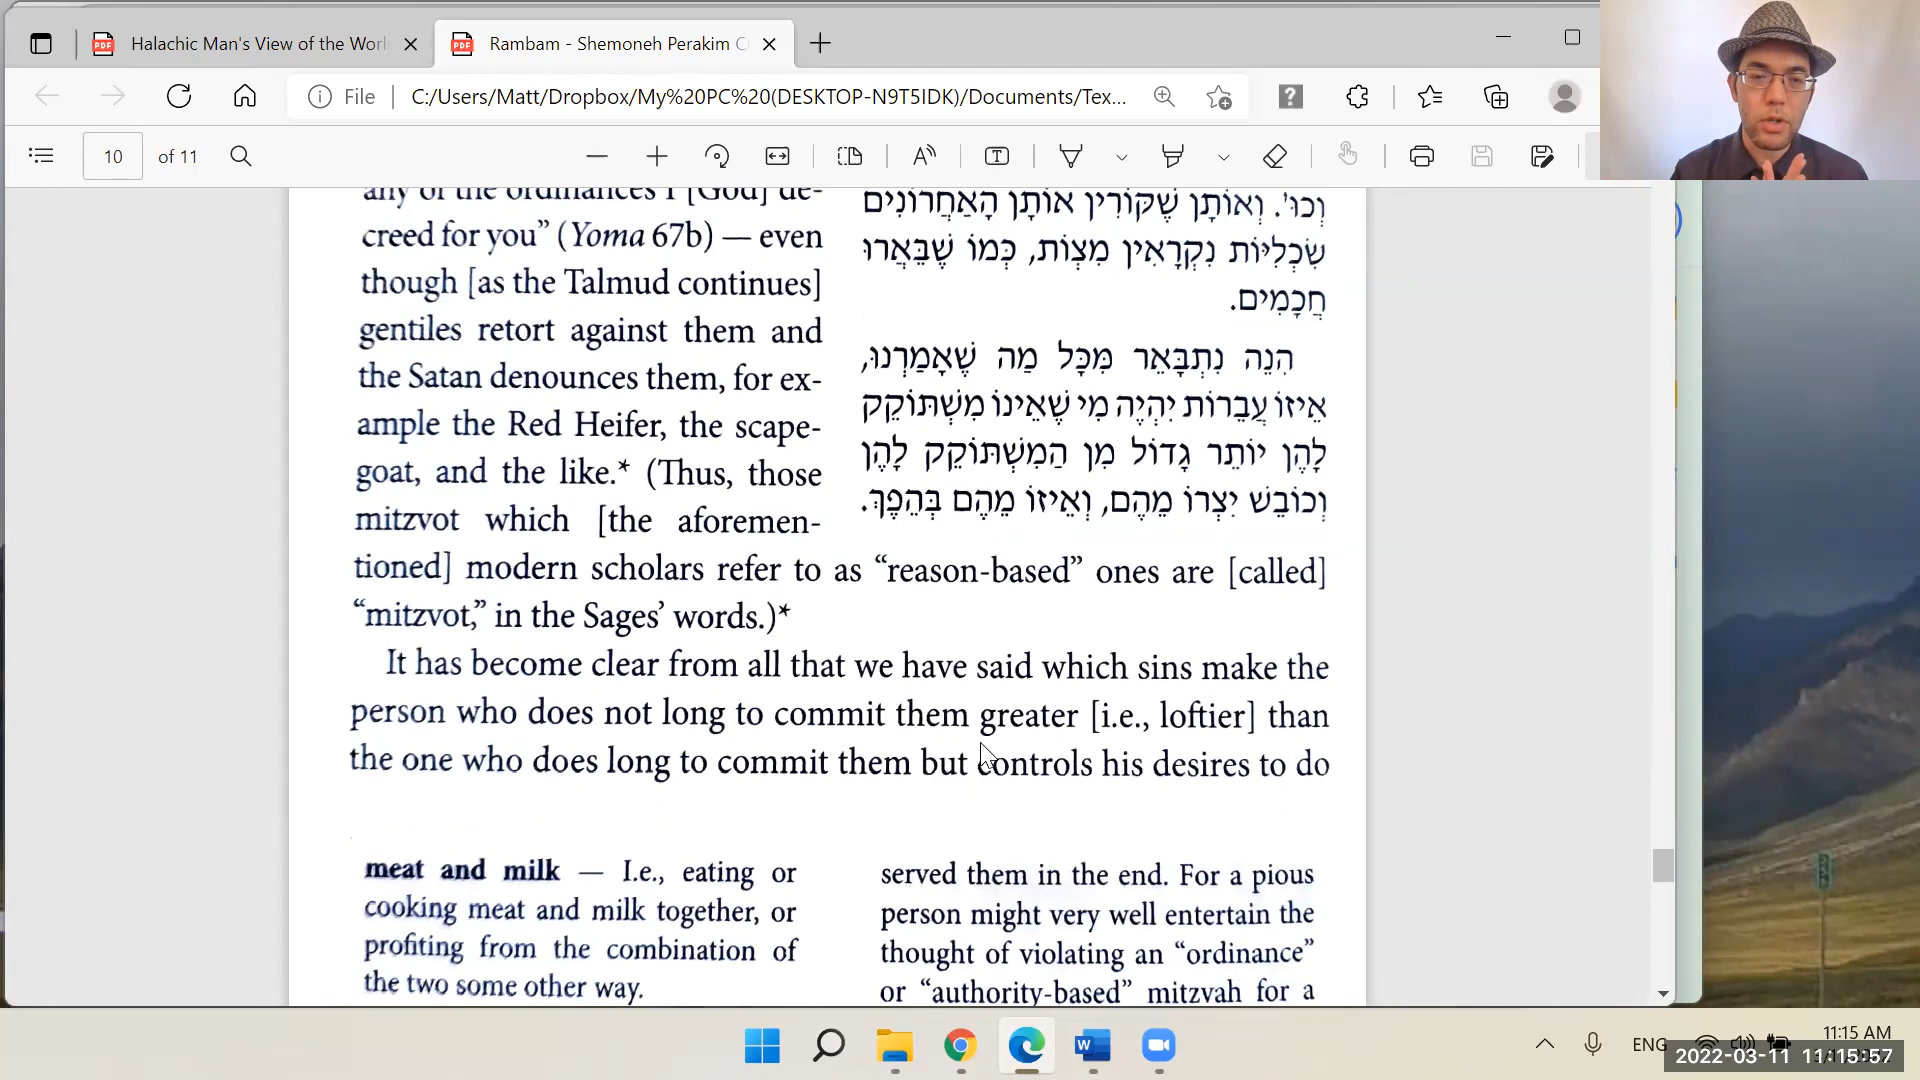 Halachic Man's View of the Worl
Rambam - Shemoneh Perakim C
File
C:/Users/Matt/Dropbox/My%20PC%20(DESKTOP-N9T5IDK)/Documents/Tex...
10 of 11
any of the ordinances I [God] de-
creed for you” (Yoma 67b) — even
though [as the Talmud continues]
gentiles retort against them and
the Satan denounces them, for ex-
ample the Red Heifer, the scape-
goat, and the like.* (Thus, those
mitzvot which [the aforemen-
tioned] modern scholars refer to as “reason-based” ones are [called]
“mitzvot,” in the Sages’ words.)*
וְכוּ'. וְאוֹתָן שֶׁקּוֹרִין אוֹתָן הָאַחֲרוֹנִים
שִׂכְלִיּוֹת נִקְרָאִין מִצְוֹת, כְּמוֹ שֶׁבֵּאֲרוּ
חֲכָמִים.
הִנֵּה נִתְבָּאֵר מִכָּל מַה שֶּׁאָמַרְנוּ,
אֵיזוֹ עֲבֵרוֹת יִהְיֶה מִי שֶׁאֵינוֹ מִשְׁתּוֹקֵק
לָהֶן יוֹתֵר גָּדוֹל מִן הַמִּשְׁתּוֹקֵק לָהֶן
וְכוֹבֵשׁ יִצְרוֹ מֵהֶם, וְאֵיזוֹ מֵהֶם בְּהֵפֶךְ.
It has become clear from all that we have said which sins make the
person who does not long to commit them greater [i.e., loftier] than
the one who does long to commit them but controls his desires to do
meat and milk — I.e., eating or
cooking meat and milk together, or
profiting from the combination of
the two some other way.
served them in the end. For a pious
person might very well entertain the
thought of violating an “ordinance”
or “authority-based” mitzvah for a
ENG
11:15 AM
2022-03-11 11:15:57